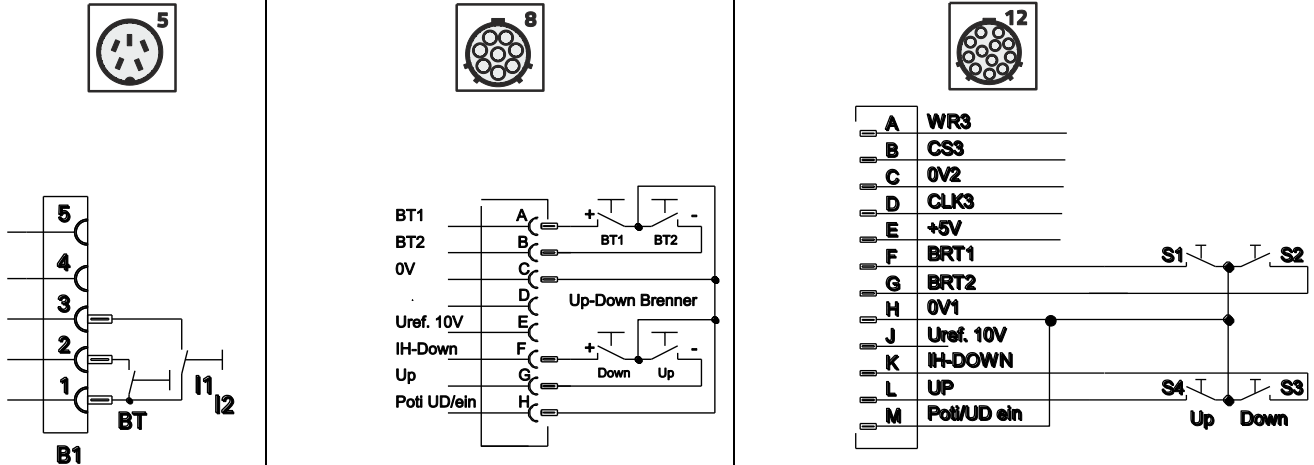 5
5
4
3
2
1
I1
I2
BT
B1
8
BT1
BT2
0V
Uref. 10V
IH-Down
Up
Poti UD/ein
A
B
C
D
E
F
G
H
+ -
BT1 BT2
Up-Down Brenner
+ -
Down Up
12
A WR3
B CS3
C 0V2
D CLK3
E +5V
F BRT1
G BRT2
H 0V1
J Uref. 10V
K IH-DOWN
L UP
M Poti/UD ein
S1 S2
S4 S3
Up Down